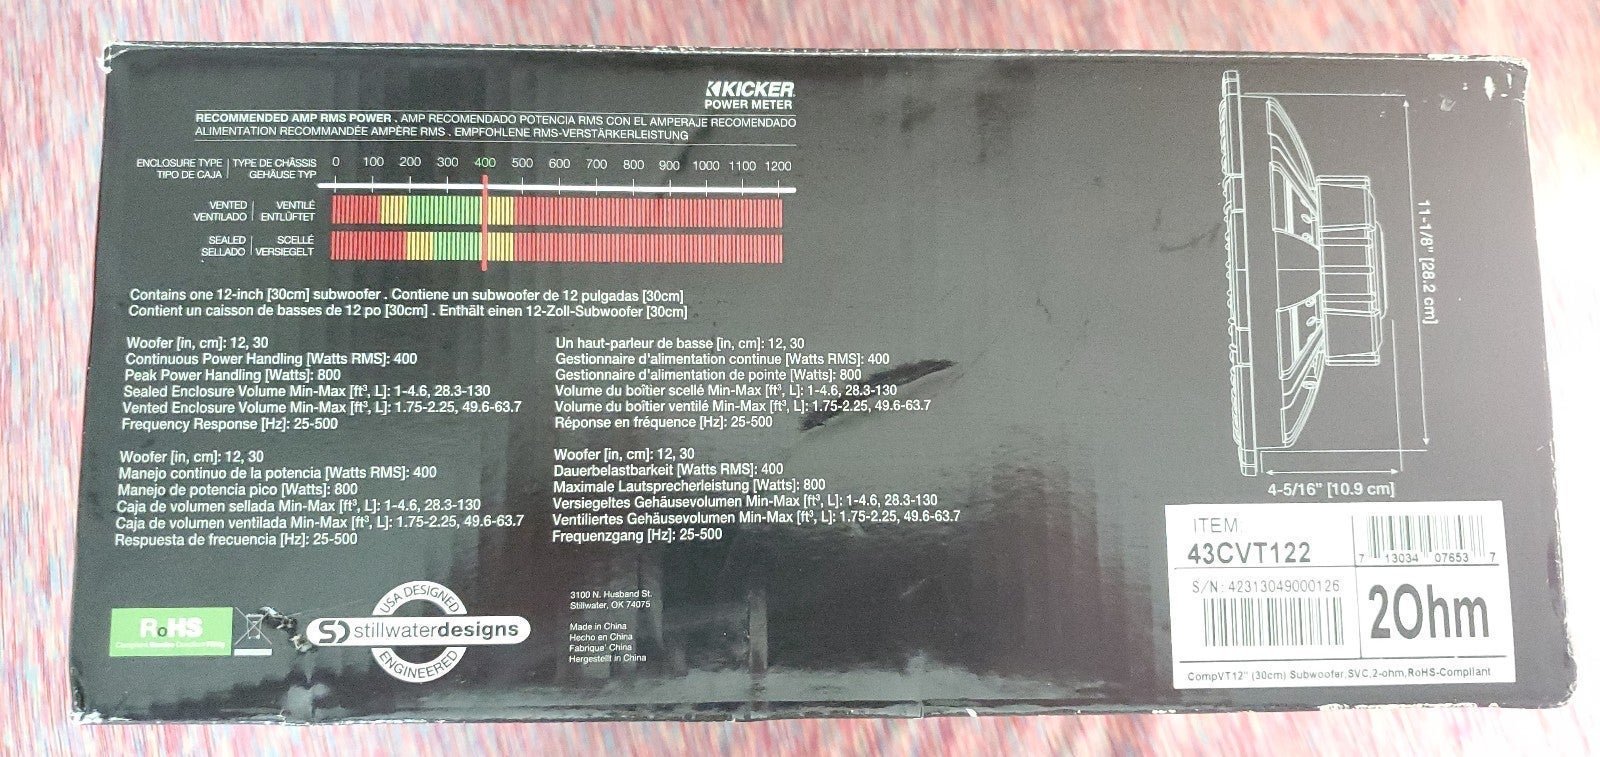 KICKER
POWER METER
RECOMMENDED AMP RMS POWER . AMP RECOMENDADO POTENCIA RMS CON EL AMPERAJE RECOMENDADO
ALIMENTATION RECOMMANDÉE AMPÈRE RMS . EMPFOHLENE RMS-VERSTÄRKERLEISTUNG
ENCLOSURE TYPE | TYPE DE CHÂSSIS
TIPO DE CAJA | GEHÄUSE TYP
0 100 200 300 400 500 600 700 800 900 1000 1100 1200
VENTED | VENTILÉ
VENTILADO | ENTLÜFTET
SEALED | SCELLÉ
SELLADO | VERSIEGELT
Contains one 12-inch [30cm] subwoofer . Contiene un subwoofer de 12 pulgadas [30cm]
Contient un caisson de basses de 12 po [30cm] . Enthält einen 12-Zoll-Subwoofer [30cm]
Woofer [in, cm]: 12, 30
Continuous Power Handling [Watts RMS]: 400
Peak Power Handling [Watts]: 800
Sealed Enclosure Volume Min-Max [ft³, L]: 1-4.6, 28.3-130
Vented Enclosure Volume Min-Max [ft³, L]: 1.75-2.25, 49.6-63.7
Frequency Response [Hz]: 25-500
Un haut-parleur de basse [in, cm]: 12, 30
Gestionnaire d'alimentation continue [Watts RMS]: 400
Gestionnaire d'alimentation de pointe [Watts]: 800
Volume du boîtier scellé Min-Max [ft³, L]: 1-4.6, 28.3-130
Volume du boîtier ventilé Min-Max [ft³, L]: 1.75-2.25, 49.6-63.7
Réponse en fréquence [Hz]: 25-500
Woofer [in, cm]: 12, 30
Manejo continuo de la potencia [Watts RMS]: 400
Manejo de potencia pico [Watts]: 800
Caja de volumen sellada Min-Max [ft³, L]: 1-4.6, 28.3-130
Caja de volumen ventilada Min-Max [ft³, L]: 1.75-2.25, 49.6-63.7
Respuesta de frecuencia [Hz]: 25-500
Woofer [in, cm]: 12, 30
Dauerbelastbarkeit [Watts RMS]: 400
Maximale Lautsprecherleistung [Watts]: 800
Versiegeltes Gehäusevolumen Min-Max [ft³, L]: 1-4.6, 28.3-130
Ventiliertes Gehäusevolumen Min-Max [ft³, L]: 1.75-2.25, 49.6-63.7
Frequenzgang [Hz]: 25-500
RoHS
USA DESIGNED
SD stillwaterdesigns
ENGINEERED
3100 N. Husband St.
Stillwater, OK 74075
Made in China
Hecho en China
Fabrique' China
Hergestellt in China
11-1/8" [28.2 cm]
4-5/16" [10.9 cm]
ITEM:
43CVT122
7 13034 07653 7
S/N: 42313049000126
2Ohm
CompVT12" (30cm) Subwoofer,SVC,2-ohm,RoHS-Compliant